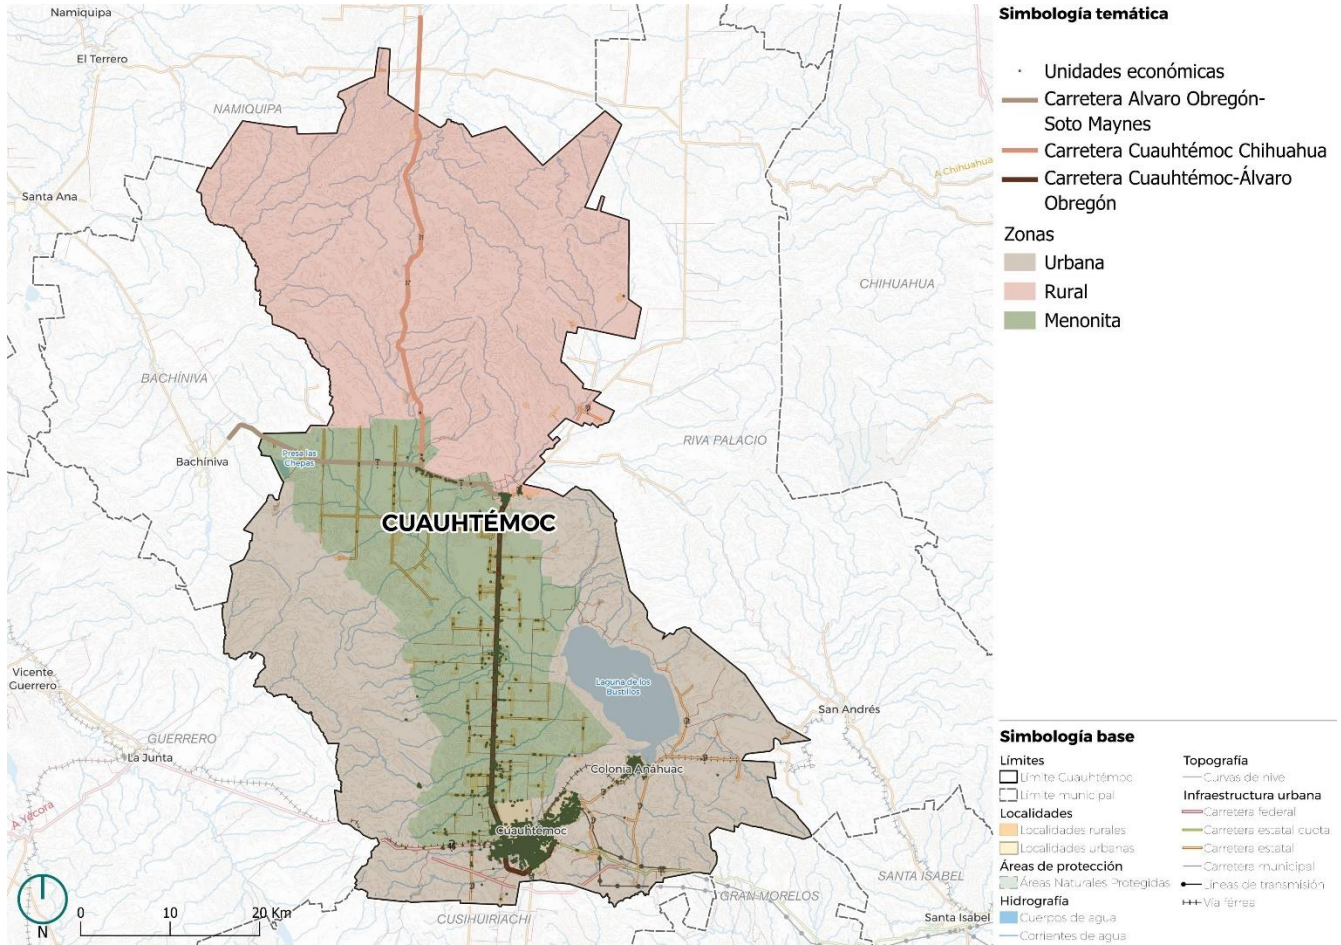 Namiquipa
El Terrero
NAMIQUIPA
A Chihuahua
Santa Ana
CHIHUAHUA
BACHÍNIVA
RIVA PALACIO
Bachíniva
Presa las
Chepas
CUAUHTÉMOC
Vicente
Guerrero
Laguna de los
Bustillos
San Andrés
GUERRERO
La Junta
Colonia Anáhuac
A Yécora
Cuauhtémoc
SANTA ISABEL
GRAN MORELOS
CUSIHUIRIACHI
Santa Isabel
0 10 20 Km
N
Simbología temática
Unidades económicas
Carretera Alvaro Obregón-
Soto Maynes
Carretera Cuauhtémoc Chihuahua
Carretera Cuauhtémoc-Álvaro
Obregón
Zonas
Urbana
Rural
Menonita
Simbología base
Límites
Límite Cuauhtémoc
Límite municipal
Localidades
Localidades rurales
Localidades urbanas
Áreas de protección
Áreas Naturales Protegidas
Hidrografía
Cuerpos de agua
Corrientes de agua
Topografía
Curvas de nive
Infraestructura urbana
Carretera federal
Carretera estatal cuota
Carretera estatal
Carretera municipal
Líneas de transmisión
Vía férrea